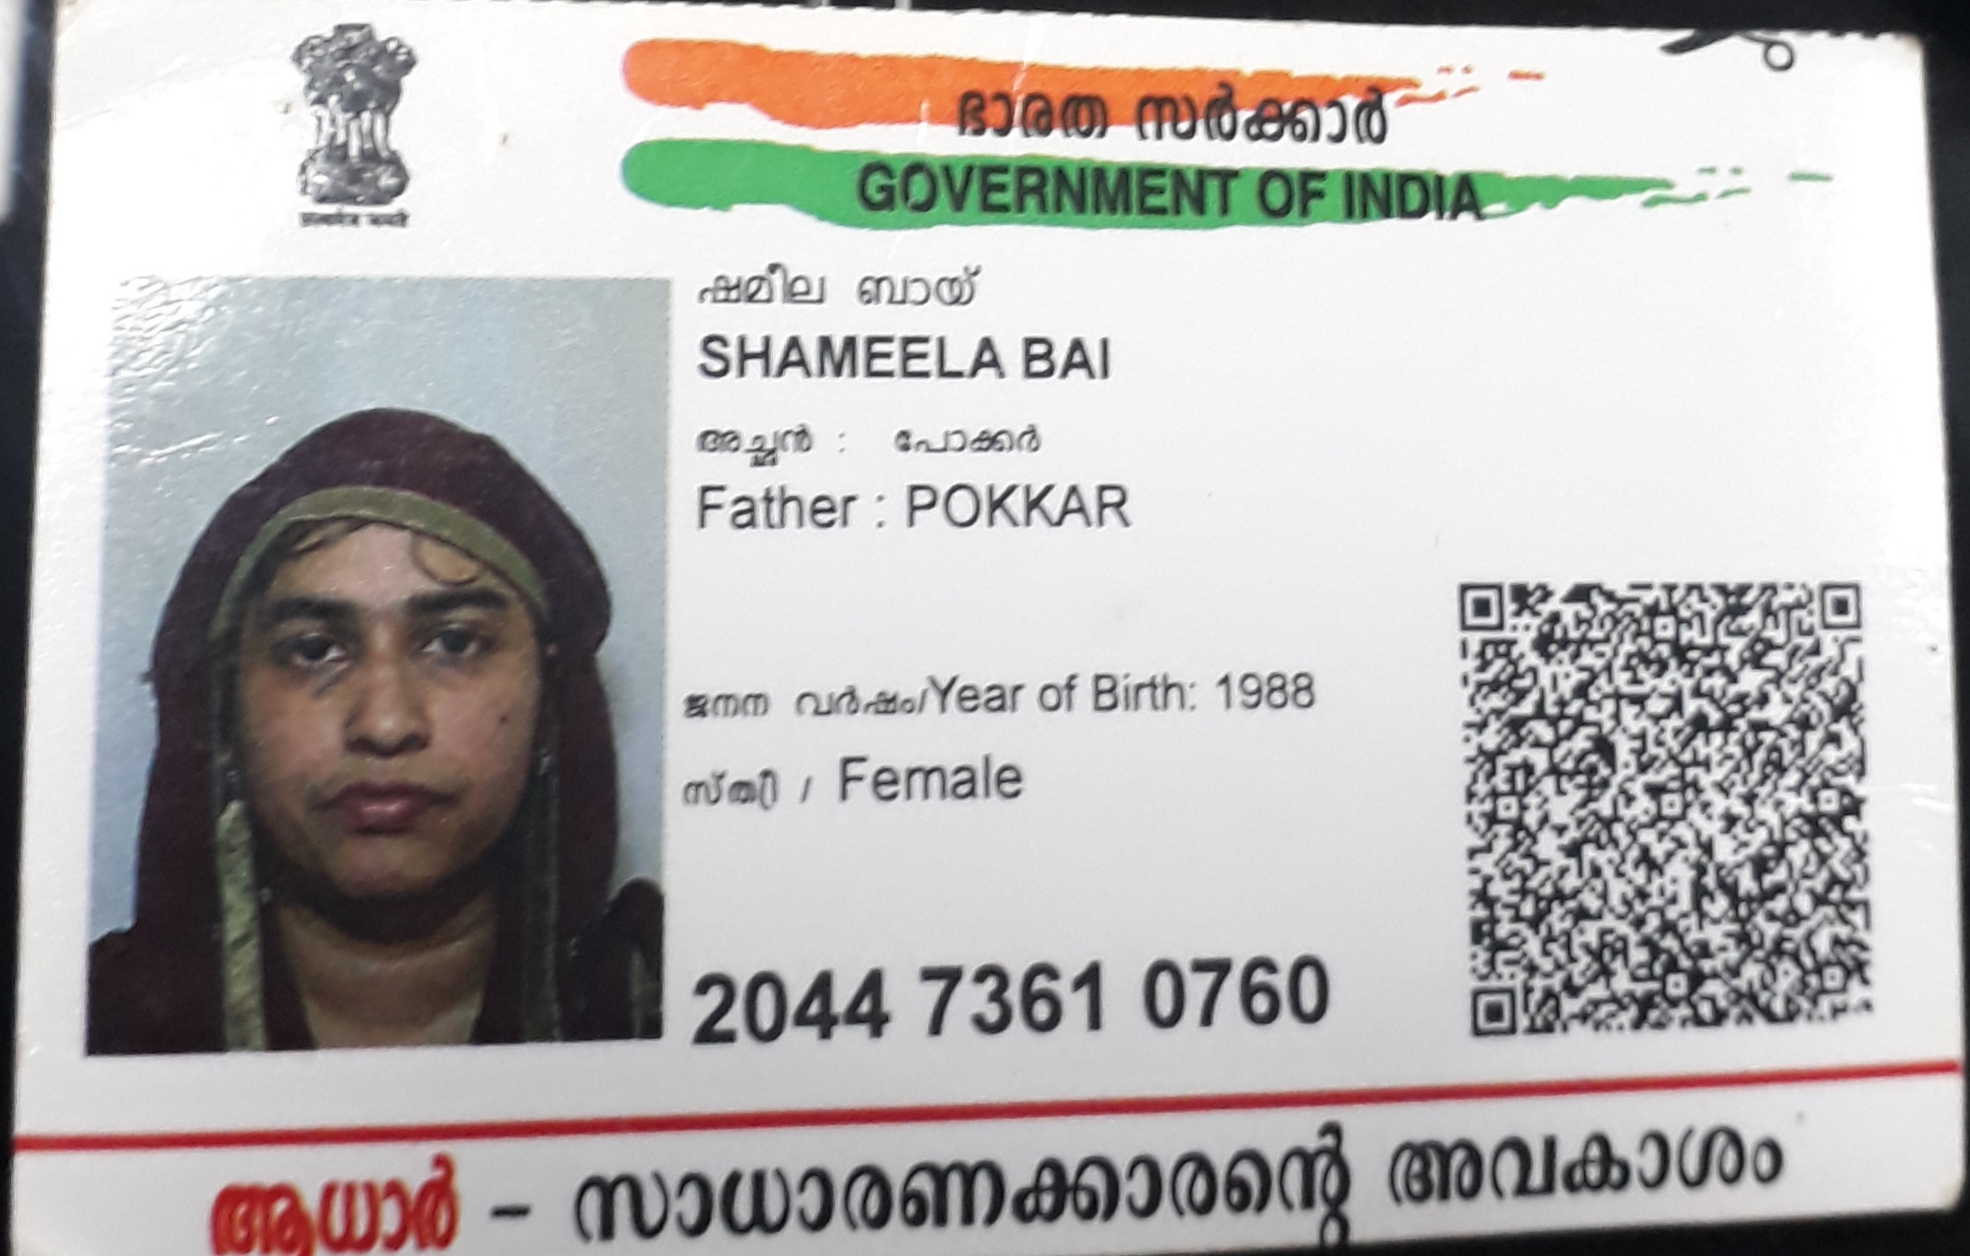 ഭാരത സർക്കാർ
GOVERNMENT OF INDIA
ഷമീല ബായ്
SHAMEELA BAI
അച്ഛൻ : പോക്കർ
Father : POKKAR
ജനന വർഷം/Year of Birth: 1988
സ്ത്രീ / Female
2044 7361 0760
ആധാർ – സാധാരണക്കാരന്റെ അവകാശം